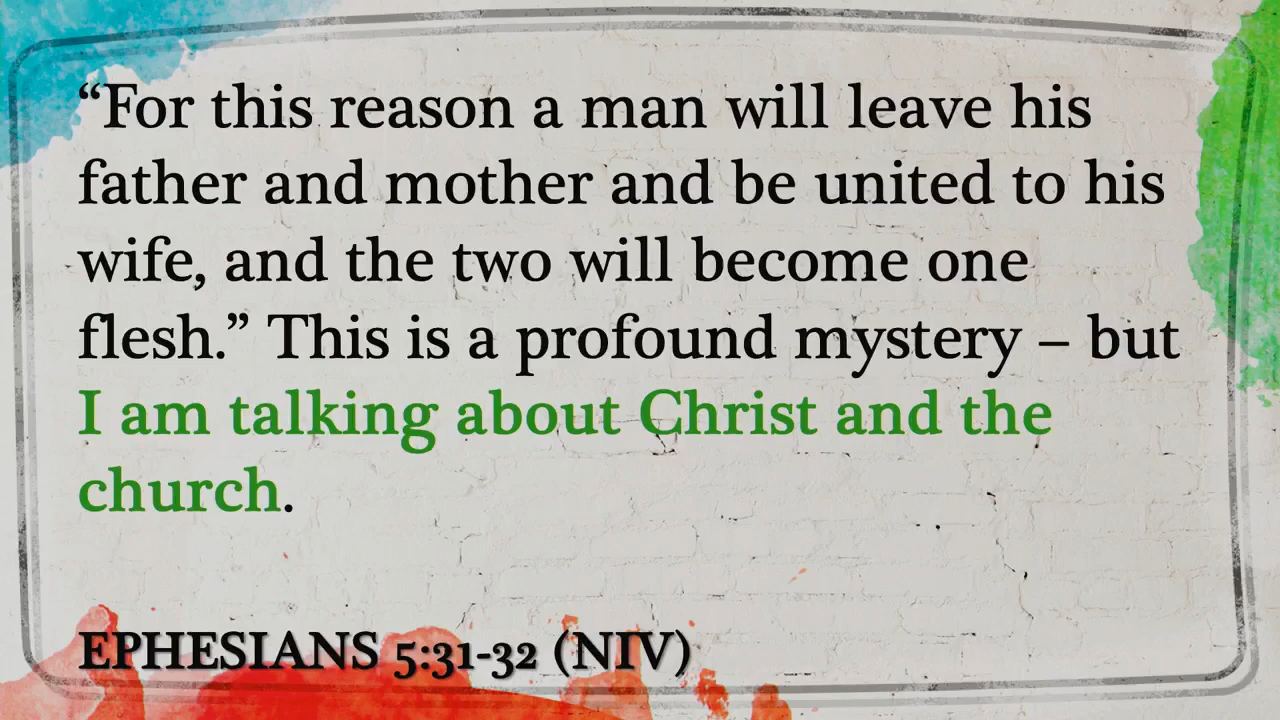 “For this reason a man will leave his
father and mother and be united to his
wife, and the two will become one
flesh.” This is a profound mystery – but
I am talking about Christ and the
church.
EPHESIANS 5:31-32 (NIV)